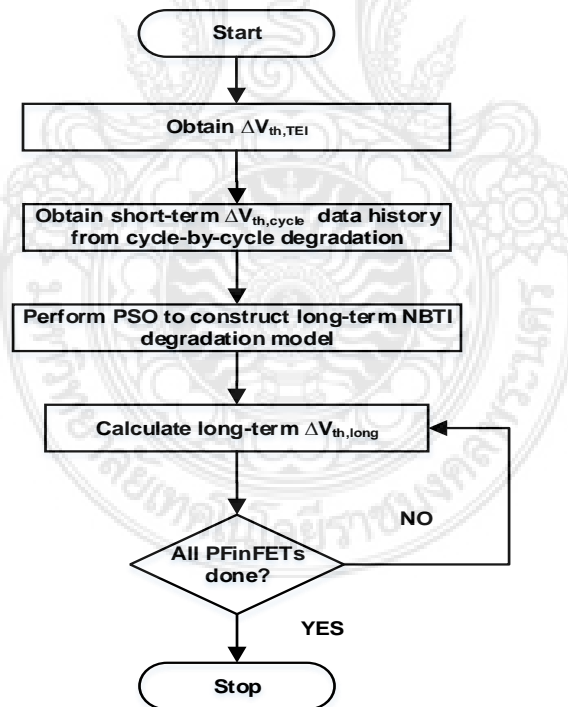 Start
Obtain ΔVth,TEI
Obtain short-term ΔVth,cycle data history
from cycle-by-cycle degradation
Perform PSO to construct long-term NBTI
degradation model
Calculate long-term ΔVth,long
NO
All PFinFETs
done?
YES
Stop